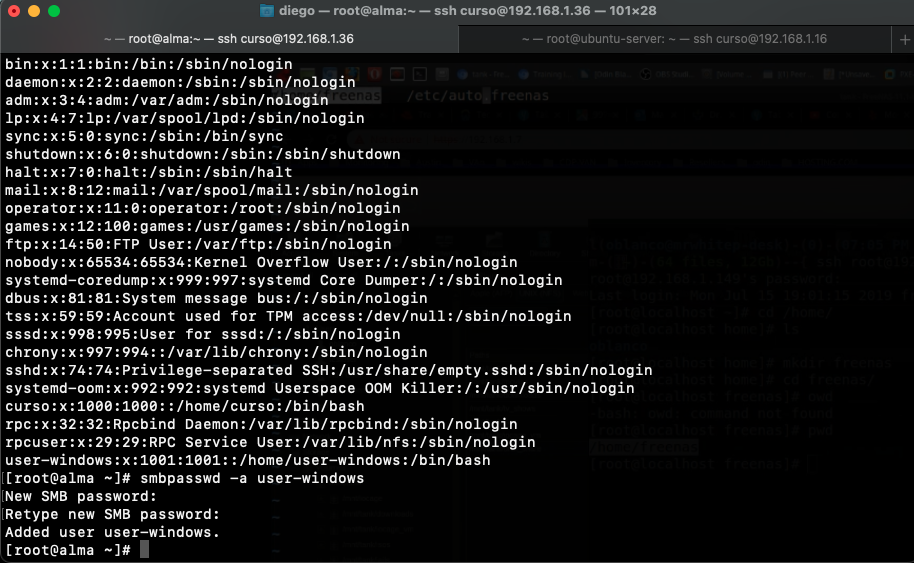 diego — root@alma:~ — ssh curso@192.168.1.36 — 101×28
~ — root@alma:~ — ssh curso@192.168.1.36
~ — root@ubuntu-server: ~ — ssh curso@192.168.1.16
+
bin:x:1:1:bin:/bin:/sbin/nologin
daemon:x:2:2:daemon:/sbin:/sbin/nologin
adm:x:3:4:adm:/var/adm:/sbin/nologin
/etc/auto.freenas
lp:x:4:7:lp:/var/spool/lpd:/sbin/nologin
sync:x:5:0:sync:/sbin:/bin/sync
shutdown:x:6:0:shutdown:/sbin:/sbin/shutdown
halt:x:7:0:halt:/sbin:/sbin/halt
mail:x:8:12:mail:/var/spool/mail:/sbin/nologin
operator:x:11:0:operator:/root:/sbin/nologin
games:x:12:100:games:/usr/games:/sbin/nologin
ftp:x:14:50:FTP User:/var/ftp:/sbin/nologin
nobody:x:65534:65534:Kernel Overflow User:/:/sbin/nologin
systemd-coredump:x:999:997:systemd Core Dumper:/:/sbin/nologin
dbus:x:81:81:System message bus:/:/sbin/nologin
tss:x:59:59:Account used for TPM access:/dev/null:/sbin/nologin
sssd:x:998:995:User for sssd:/:/sbin/nologin
chrony:x:997:994::/var/lib/chrony:/sbin/nologin
sshd:x:74:74:Privilege-separated SSH:/usr/share/empty.sshd:/sbin/nologin
systemd-oom:x:992:992:systemd Userspace OOM Killer:/:/usr/sbin/nologin
curso:x:1000:1000::/home/curso:/bin/bash
rpc:x:32:32:Rpcbind Daemon:/var/lib/rpcbind:/sbin/nologin
rpcuser:x:29:29:RPC Service User:/var/lib/nfs:/sbin/nologin
user-windows:x:1001:1001::/home/user-windows:/bin/bash
[root@alma ~]# smbpasswd -a user-windows
New SMB password:
Retype new SMB password:
Added user user-windows.
[root@alma ~]#